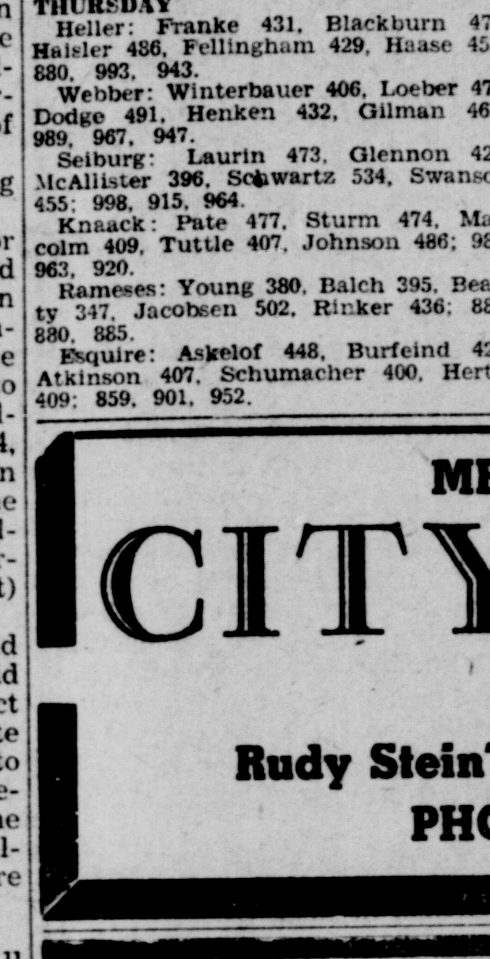 THURSDAY
Heller: Franke 431, Blackburn 47
Haisler 486, Fellingham 429, Haase 45
880, 993, 943.
Webber: Winterbauer 406, Loeber 47
Dodge 491, Henken 432, Gilman 46
989, 967, 947.
Seiburg: Laurin 473, Glennon 42
McAllister 396, Schwartz 534, Swans
455; 998, 915, 964.
Knaack: Pate 477, Sturm 474, Ma
colm 409, Tuttle 407, Johnson 486; 98
963, 920.
Rameses: Young 380, Balch 395, Bea
ty 347, Jacobsen 502, Rinker 436; 88
880, 885.
Esquire: Askelof 448, Burfeind 42
Atkinson 407, Schumacher 400, Hert
409; 859, 901, 952.
ME
CITY
Rudy Stein'
PHO